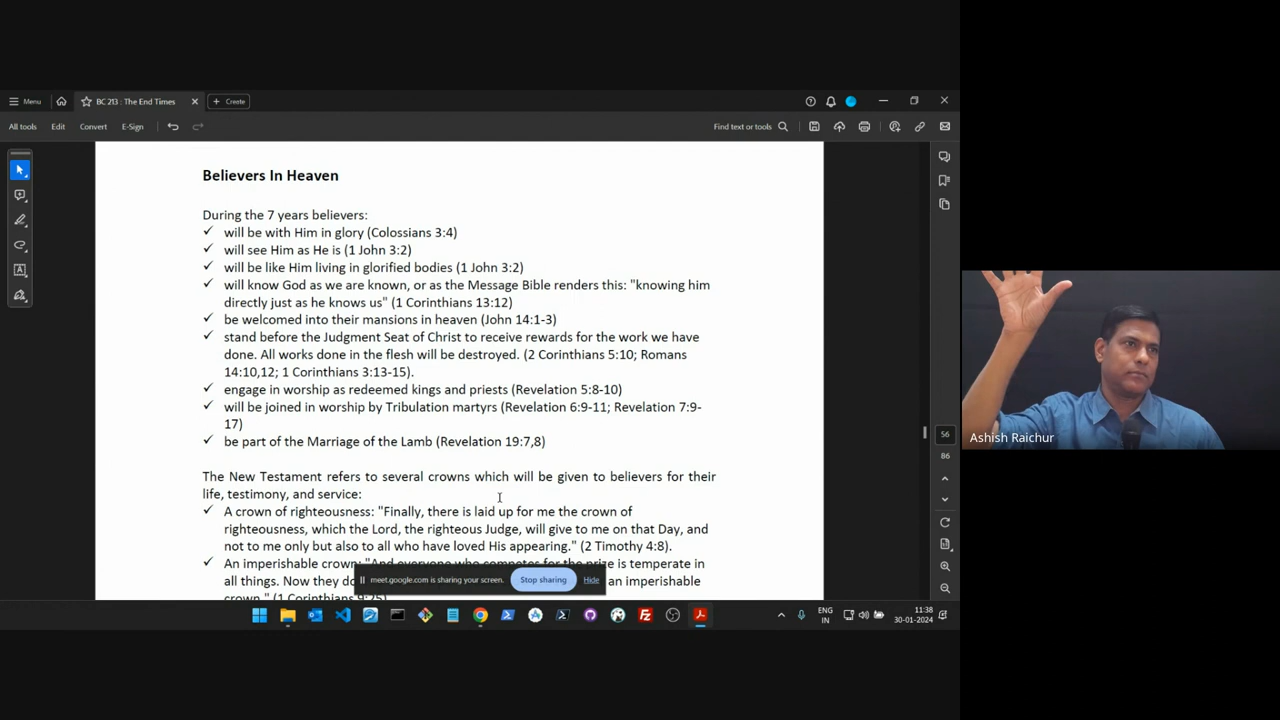 Menu
BC 213 : The End Times
Create
All tools
Edit
Convert
E-Sign
Find text or tools
Believers In Heaven
During the 7 years believers:
✓ will be with Him in glory (Colossians 3:4)
✓ will see Him as He is (1 John 3:2)
✓ will be like Him living in glorified bodies (1 John 3:2)
✓ will know God as we are known, or as the Message Bible renders this: "knowing him
directly just as he knows us" (1 Corinthians 13:12)
✓ be welcomed into their mansions in heaven (John 14:1-3)
✓ stand before the Judgment Seat of Christ to receive rewards for the work we have
done. All works done in the flesh will be destroyed. (2 Corinthians 5:10; Romans
14:10,12; 1 Corinthians 3:13-15).
✓ engage in worship as redeemed kings and priests (Revelation 5:8-10)
✓ will be joined in worship by Tribulation martyrs (Revelation 6:9-11; Revelation 7:9-
17)
✓ be part of the Marriage of the Lamb (Revelation 19:7,8)
The New Testament refers to several crowns which will be given to believers for their
life, testimony, and service:
✓ A crown of righteousness: "Finally, there is laid up for me the crown of
righteousness, which the Lord, the righteous Judge, will give to me on that Day, and
not to me only but also to all who have loved His appearing." (2 Timothy 4:8).
✓ An imperishable crown: "And everyone who competes for the prize is temperate in
all things. Now they do an imperishable
crown." (1 Corinthians 9:25)
meet.google.com is sharing your screen.
Stop sharing
Hide
56
86
Ashish Raichur
ENG
IN
11:38
30-01-2024